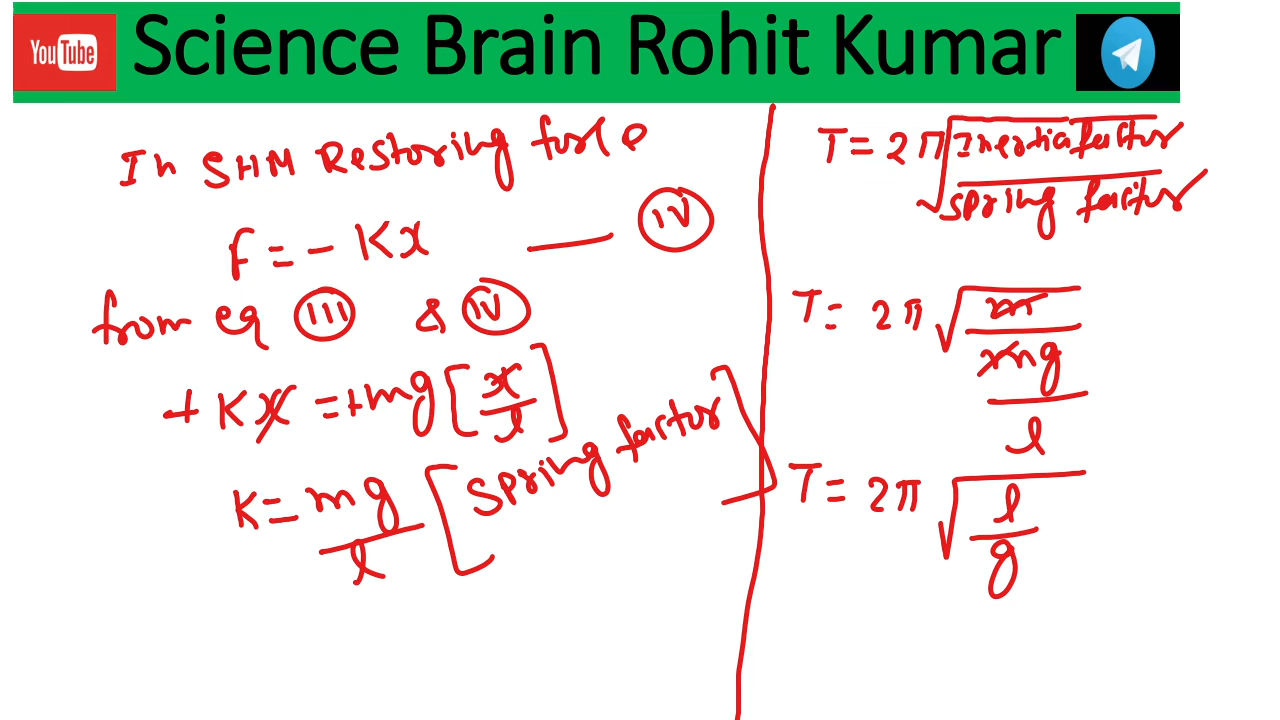 YouTube Science Brain Rohit Kumar
In SHM Restoring force
F = - Kx —— IV
from eq III & IV
+ Kx = +mg [x/l]
K = mg/l [Spring factor]
T = 2π √(Inertia factor/Spring factor)
T = 2π √(m/(mg/l))
T = 2π √(l/g)